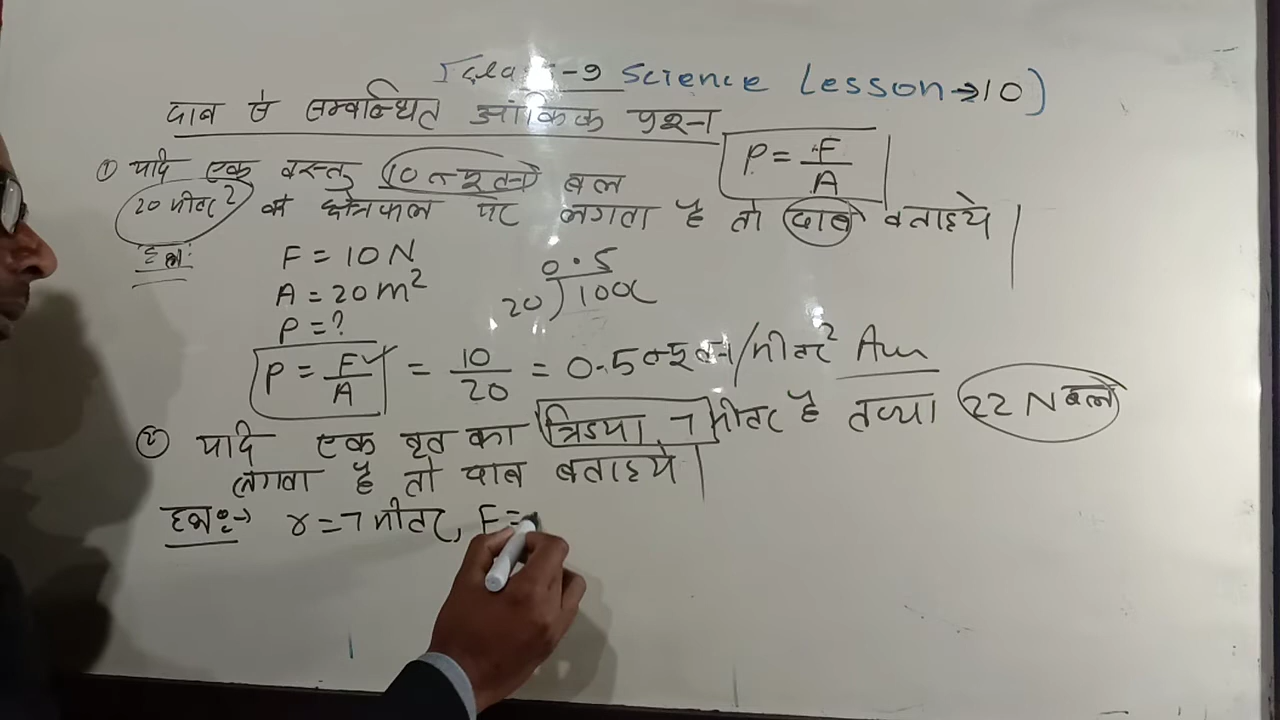 [Class-9 Science Lesson→10]
दाब से सम्बन्धित आंकिक प्रश्न
① यदि एक वस्तु 10 न्यूटन बल
P = F/A
20 मीटर² के क्षेत्रफल पर लगता है तो दाब बताइये।
हल:
F = 10 N
A = 20 m²
P = ?
0.5
20)100(
P = F/A = 10/20 = 0.5 न्यूटन/मीटर² Ans
② यदि एक वृत का त्रिज्या 7 मीटर है तथा 22 N बल
लगता है तो दाब बताइये।
हलः→ r = 7 मीटर, F =